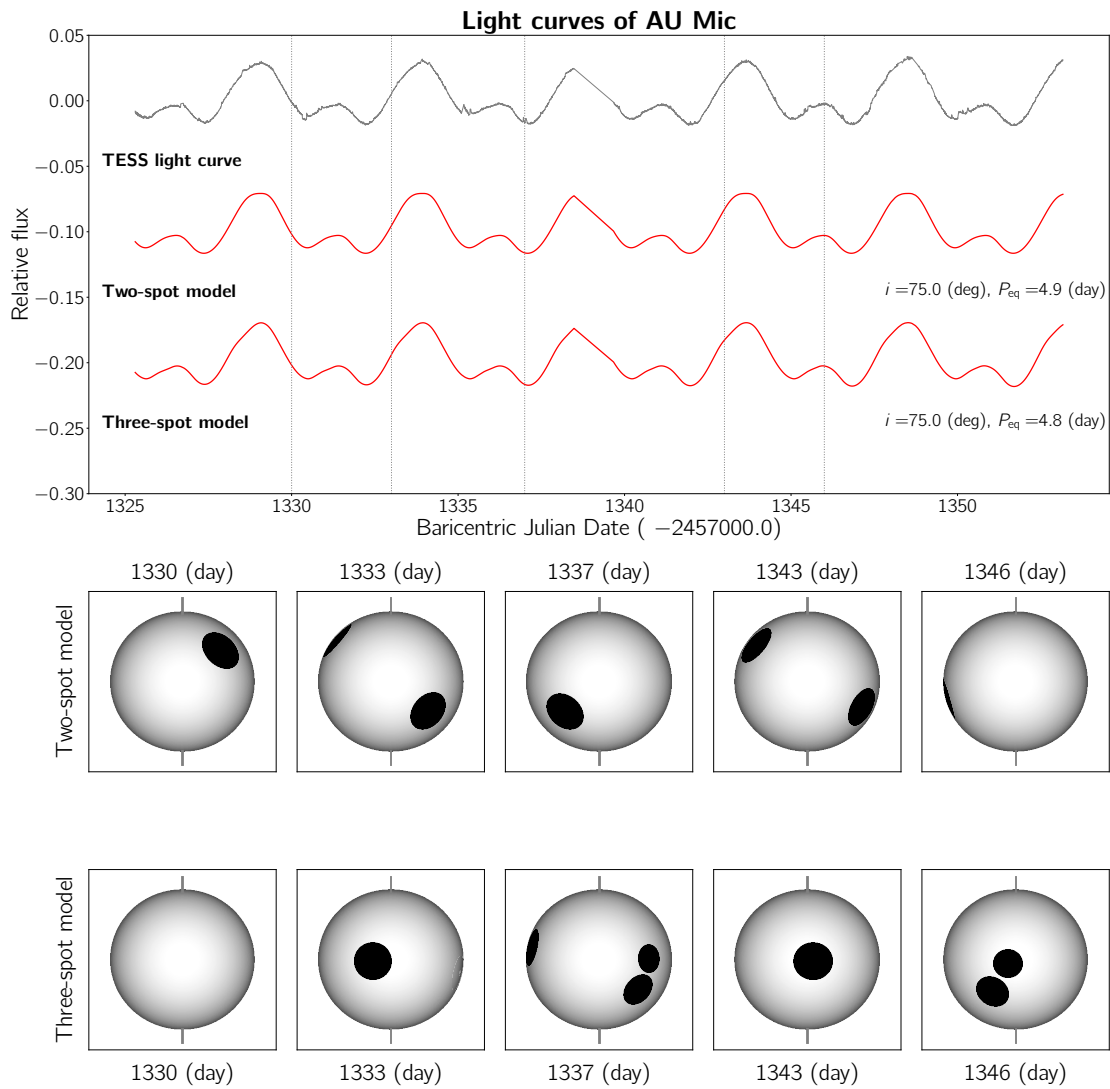 Light curves of AU Mic
0.05
0.00
−0.05
−0.10
−0.15
−0.20
−0.25
−0.30
Relative flux
TESS light curve
Two-spot model
i =75.0 (deg), Peq =4.9 (day)
Three-spot model
i =75.0 (deg), Peq =4.8 (day)
1325 1330 1335 1340 1345 1350
Baricentric Julian Date ( −2457000.0)
1330 (day) 1333 (day) 1337 (day) 1343 (day) 1346 (day)
Two-spot model
Three-spot model
1330 (day) 1333 (day) 1337 (day) 1343 (day) 1346 (day)